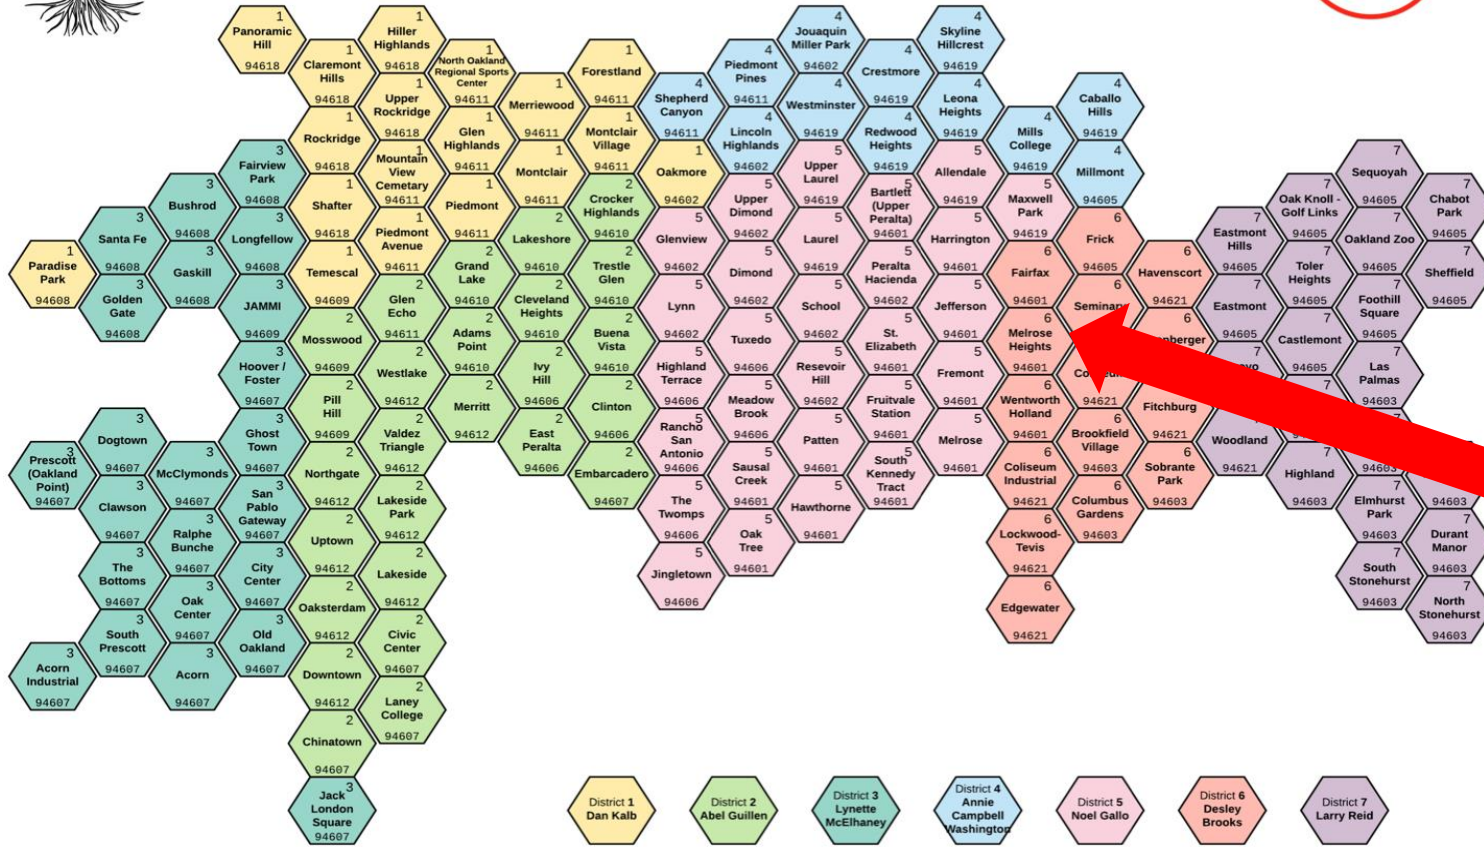 1
Paradise
Park
94608
3
Prescott
(Oakland
Point)
94607
3
Acorn
Industrial
94607
3
Santa Fe
94608
3
Golden
Gate
94608
3
Dogtown
94607
3
Clawson
94607
3
The
Bottoms
94607
3
South
Prescott
94607
3
Bushrod
94608
3
Gaskill
94608
3
McClymonds
94607
3
Ralphe
Bunche
94607
3
Oak
Center
94607
3
Acorn
94607
1
Panoramic
Hill
94618
3
Fairview
Park
94608
3
Longfellow
94608
3
JAMMI
94609
3
Hoover /
Foster
94607
3
Ghost
Town
94607
3
San
Pablo
Gateway
94607
3
City
Center
94607
3
Old
Oakland
94607
1
Claremont
Hills
94618
1
Rockridge
94618
1
Shafter
94618
1
Temescal
94609
2
Mosswood
94609
2
Pill
Hill
94609
2
Northgate
94612
2
Uptown
94612
2
Oaksterdam
94612
2
Downtown
94612
2
Chinatown
94607
3
Jack
London
Square
94607
1
Hiller
Highlands
94618
1
Upper
Rockridge
94618
1
Mountain
View
Cemetary
94611
1
Piedmont
Avenue
94611
2
Glen
Echo
94611
2
Westlake
94612
2
Valdez
Triangle
94612
2
Lakeside
Park
94612
2
Lakeside
94612
2
Civic
Center
94607
2
Laney
College
94607
1
North Oakland
Regional Sports
Center
94611
1
Glen
Highlands
94611
1
Piedmont
94611
2
Grand
Lake
94610
2
Adams
Point
94610
2
Merritt
94612
1
Merriewood
94611
1
Montclair
94611
2
Lakeshore
94610
2
Cleveland
Heights
94610
2
Ivy
Hill
94606
2
East
Peralta
94606
1
Forestland
94611
1
Montclair
Village
94611
2
Crocker
Highlands
94610
2
Trestle
Glen
94610
2
Buena
Vista
94610
2
Clinton
94606
2
Embarcadero
94607
4
Shepherd
Canyon
94611
1
Oakmore
94602
5
Glenview
94602
5
Lynn
94602
5
Highland
Terrace
94606
5
Rancho
San
Antonio
94606
5
The
Twomps
94606
5
Jingletown
94606
4
Piedmont
Pines
94611
4
Lincoln
Highlands
94602
5
Upper
Dimond
94602
5
Dimond
94602
5
Tuxedo
94606
5
Meadow
Brook
94606
5
Sausal
Creek
94601
5
Oak
Tree
94601
4
Jouaquin
Miller Park
94602
4
Westminster
94619
5
Upper
Laurel
94619
5
Laurel
94619
5
School
94602
5
Resevoir
Hill
94602
5
Patten
94601
5
Hawthorne
94601
4
Crestmore
94619
4
Redwood
Heights
94619
5
Bartlett
(Upper
Peralta)
94601
5
Peralta
Hacienda
94602
5
St.
Elizabeth
94601
5
Fruitvale
Station
94601
5
South
Kennedy
Tract
94601
4
Skyline
Hillcrest
94619
4
Leona
Heights
94619
5
Allendale
94619
5
Harrington
94601
5
Jefferson
94601
5
Fremont
94601
5
Melrose
94601
4
Mills
College
94619
5
Maxwell
Park
94619
6
Fairfax
94601
6
Melrose
Heights
94601
6
Wentworth
Holland
94601
6
Coliseum
Industrial
94621
6
Lockwood-
Tevis
94621
6
Edgewater
94621
4
Caballo
Hills
94619
4
Millmont
94605
6
Frick
94605
6
94621
6
Brookfield
Village
94603
6
Columbus
Gardens
94603
6
Havenscort
94621
6
Fitchburg
94621
6
Sobrante
Park
94603
7
Eastmont
Hills
94605
7
Eastmont
94605
7
Woodland
94621
7
Oak Knoll -
Golf Links
94605
7
Toler
Heights
94605
7
Castlemont
94605
7
Highland
94603
7
Sequoyah
94605
7
Oakland Zoo
94605
7
Foothill
Square
94605
7
Las
Palmas
94603
7
Elmhurst
Park
94603
7
South
Stonehurst
94603
7
Chabot
Park
94605
7
Sheffield
94605
94603
7
Durant
Manor
94603
7
North
Stonehurst
94603
District 1
Dan Kalb
District 2
Abel Guillen
District 3
Lynette
McElhaney
District 4
Annie
Campbell
Washington
District 5
Noel Gallo
District 6
Desley
Brooks
District 7
Larry Reid